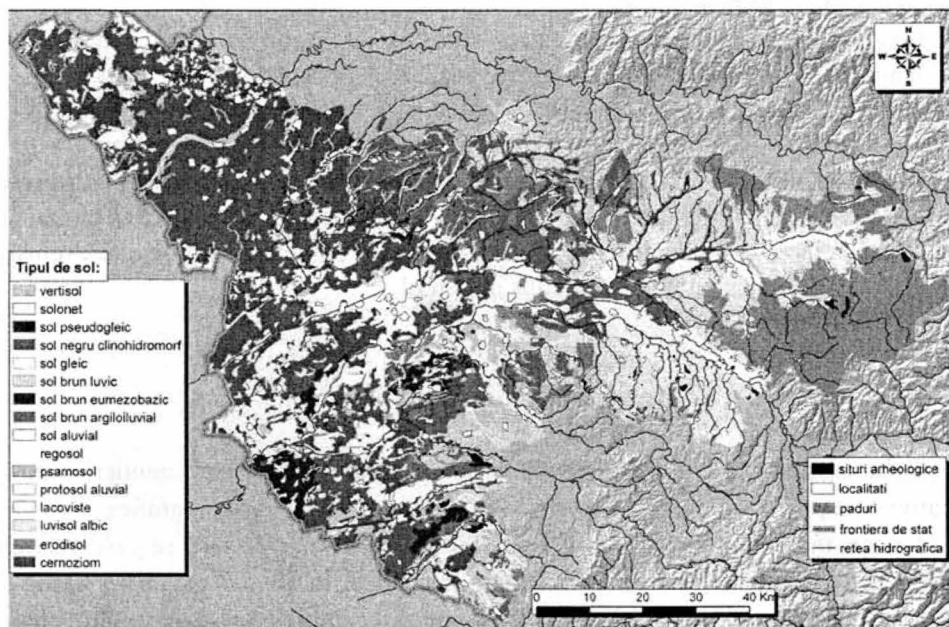 N
W E
S
Tipul de sol:
vertisol
solonet
sol pseudogleic
sol negru clinohidromorf
sol gleic
sol brun luvic
sol brun eumezobazic
sol brun argiloiluvial
sol aluvial
regosol
psamosol
protosol aluvial
lacoviste
luvisol albic
erodisol
cernoziom
situri arheologice
localitati
paduri
frontiera de stat
retea hidrografica
0 10 20 30 40 Km